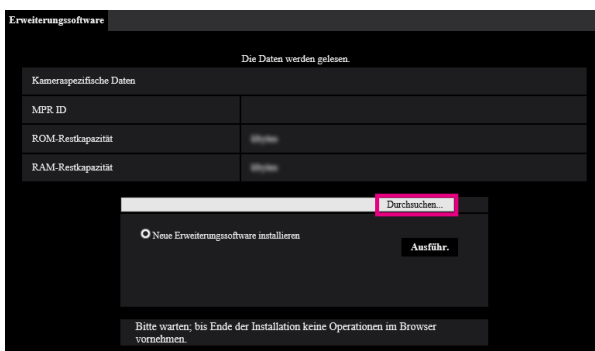 Erweiterungssoftware
Die Daten werden gelesen.
Kameraspezifische Daten
MPR ID
ROM-Restkapazität
RAM-Restkapazität
Durchsuchen...
Neue Erweiterungssoftware installieren
Ausführ.
Bitte warten; bis Ende der Installation keine Operationen im Browser
vornehmen.